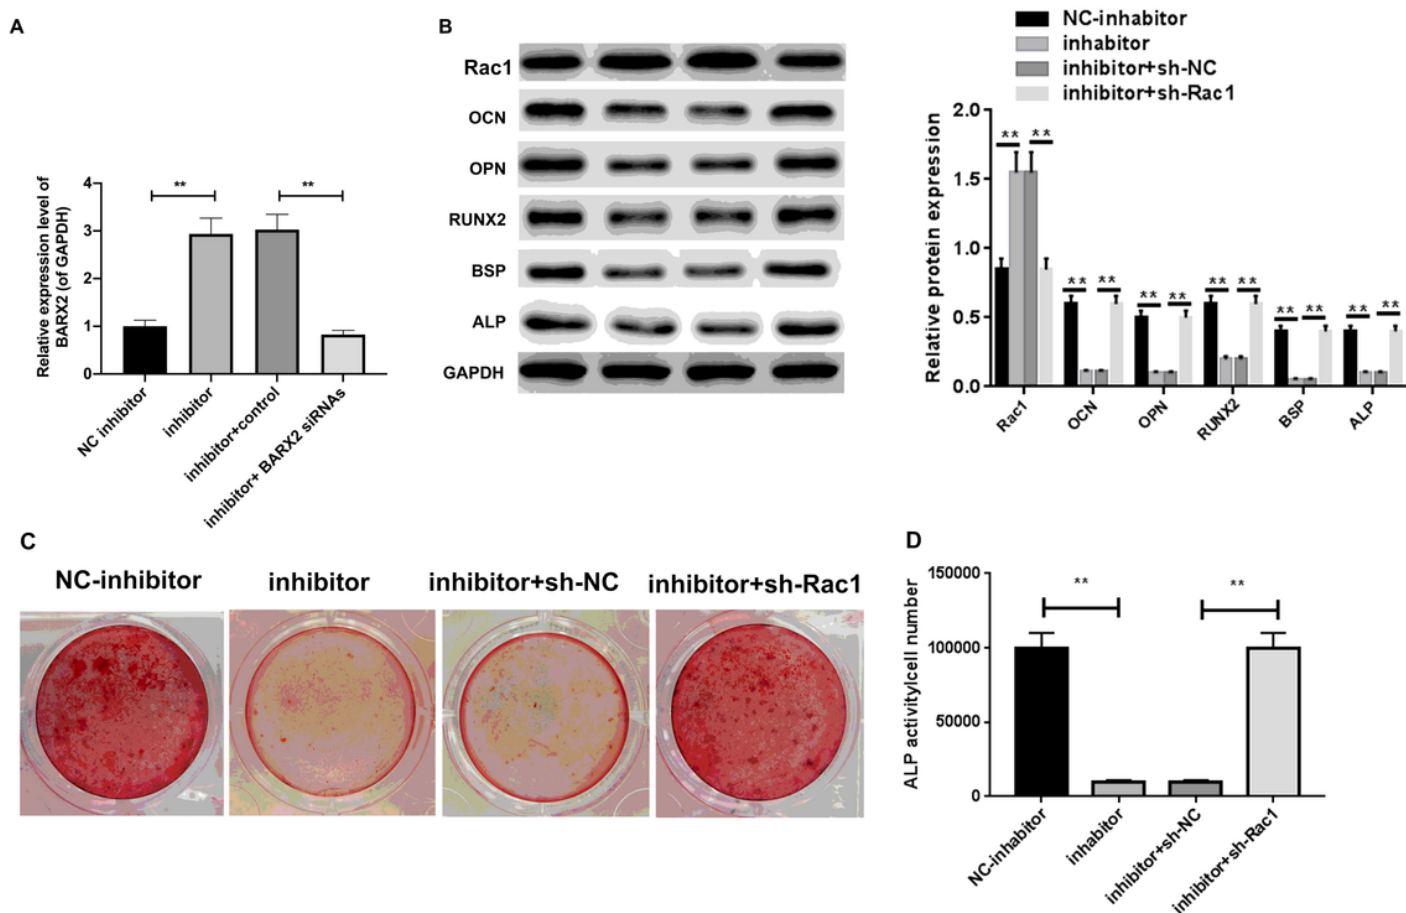 A
Relative expression level of
BARX2 (of GAPDH)
4
3
2
1
0
**
**
NC inhibitor
inhibitor
inhibitor+control
inhibitor+ BARX2 siRNAs
B
Rac1
OCN
OPN
RUNX2
BSP
ALP
GAPDH
NC-inhabitor
inhabitor
inhibitor+sh-NC
inhibitor+sh-Rac1
Relative protein expression
2.0
1.5
1.0
0.5
0.0
** **
** **
** **
** **
** **
** **
Rac1
OCN
OPN
RUNX2
BSP
ALP
C
NC-inhibitor
inhibitor
inhibitor+sh-NC
inhibitor+sh-Rac1
D
ALP activitylcell number
150000
100000
50000
0
**
**
NC-inhabitor
inhabitor
inhibitor+sh-NC
inhibitor+sh-Rac1